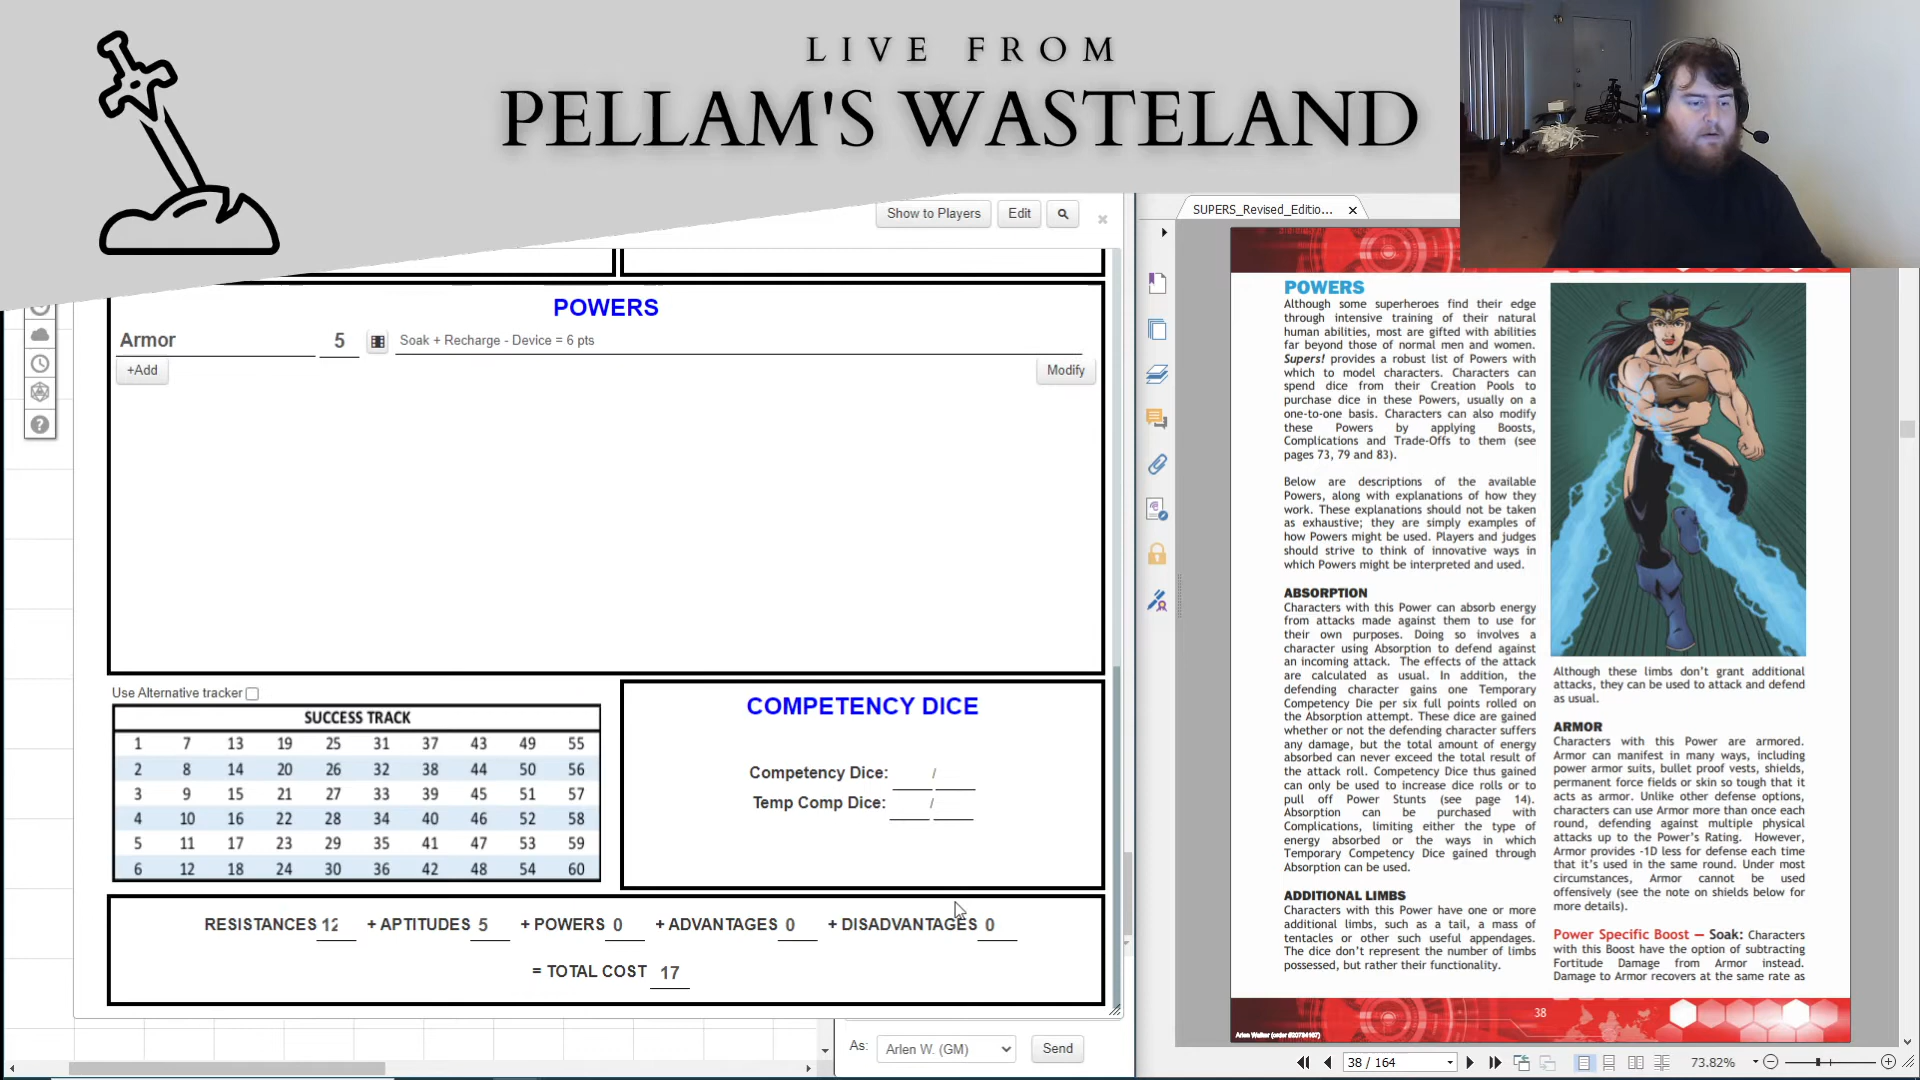 LIVE FROM
PELLAM'S WASTELAND
Show to Players
Edit
POWERS
Armor 5 Soak + Recharge - Device = 6 pts
+Add
Modify
Use Alternative tracker
SUCCESS TRACK
1 7 13 19 25 31 37 43 49 55
2 8 14 20 26 32 38 44 50 56
3 9 15 21 27 33 39 45 51 57
4 10 16 22 28 34 40 46 52 58
5 11 17 23 29 35 41 47 53 59
6 12 18 24 30 36 42 48 54 60
COMPETENCY DICE
Competency Dice: /
Temp Comp Dice: /
RESISTANCES 12 + APTITUDES 5 + POWERS 0 + ADVANTAGES 0 + DISADVANTAGES 0
= TOTAL COST 17
As: Arlen W. (GM) Send
SUPERS_Revised_Editio...
POWERS
Although some superheroes find their edge
through intensive training of their natural
human abilities, most are gifted with abilities
far beyond those of normal men and women.
Supers! provides a robust list of Powers with
which to model characters. Characters can
spend dice from their Creation Pools to
purchase dice in these Powers, usually on a
one-to-one basis. Characters can also modify
these Powers by applying Boosts,
Complications and Trade-Offs to them (see
pages 73, 79 and 83).
Below are descriptions of the available
Powers, along with explanations of how they
work. These explanations should not be taken
as exhaustive; they are simply examples of
how Powers might be used. Players and judges
should strive to think of innovative ways in
which Powers might be interpreted and used.
ABSORPTION
Characters with this Power can absorb energy
from attacks made against them to use for
their own purposes. Doing so involves a
character using Absorption to defend against
an incoming attack. The effects of the attack
are calculated as usual. In addition, the
defending character gains one Temporary
Competency Die per six full points rolled on
the Absorption attempt. These dice are gained
whether or not the defending character suffers
any damage, but the total amount of energy
absorbed can never exceed the total result of
the attack roll. Competency Dice thus gained
can only be used to increase dice rolls or to
pull off Power Stunts (see page 14).
Absorption can be purchased with
Complications, limiting either the type of
energy absorbed or the ways in which
Temporary Competency Dice gained through
Absorption can be used.
ADDITIONAL LIMBS
Characters with this Power have one or more
additional limbs, such as a tail, a mass of
tentacles or other such useful appendages.
The dice don't represent the number of limbs
possessed, but rather their functionality.
Although these limbs don't grant additional
attacks, they can be used to attack and defend
as usual.
ARMOR
Characters with this Power are armored.
Armor can manifest in many ways, including
power armor suits, bullet proof vests, shields,
permanent force fields or skin so tough that it
acts as armor. Unlike other defense options,
characters can use Armor more than once each
round, defending against multiple physical
attacks up to the Power's Rating. However,
Armor provides -1D less for defense each time
that it's used in the same round. Under most
circumstances, Armor cannot be used
offensively (see the note on shields below for
more details).
Power Specific Boost — Soak: Characters
with this Boost have the option of subtracting
Fortitude Damage from Armor instead.
Damage to Armor recovers at the same rate as
38
38 / 164
73.82%